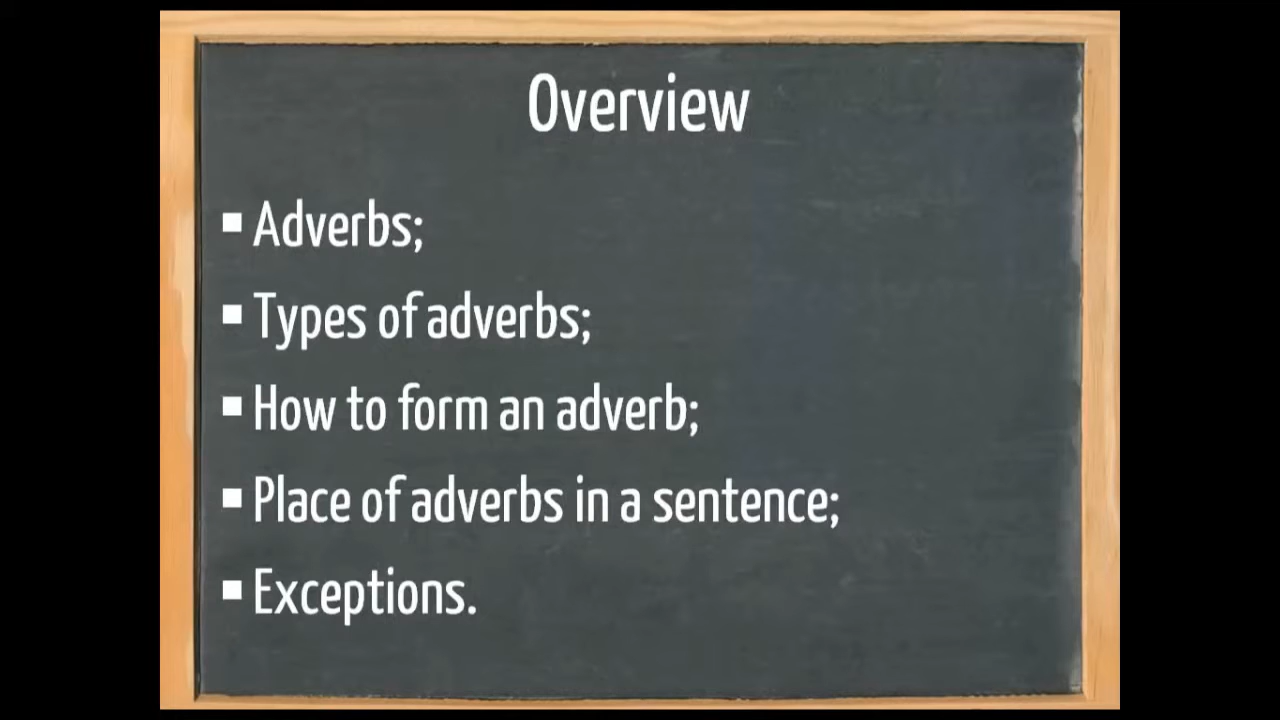 Overview
▪ Adverbs;
▪ Types of adverbs;
▪ How to form an adverb;
▪ Place of adverbs in a sentence;
▪ Exceptions.